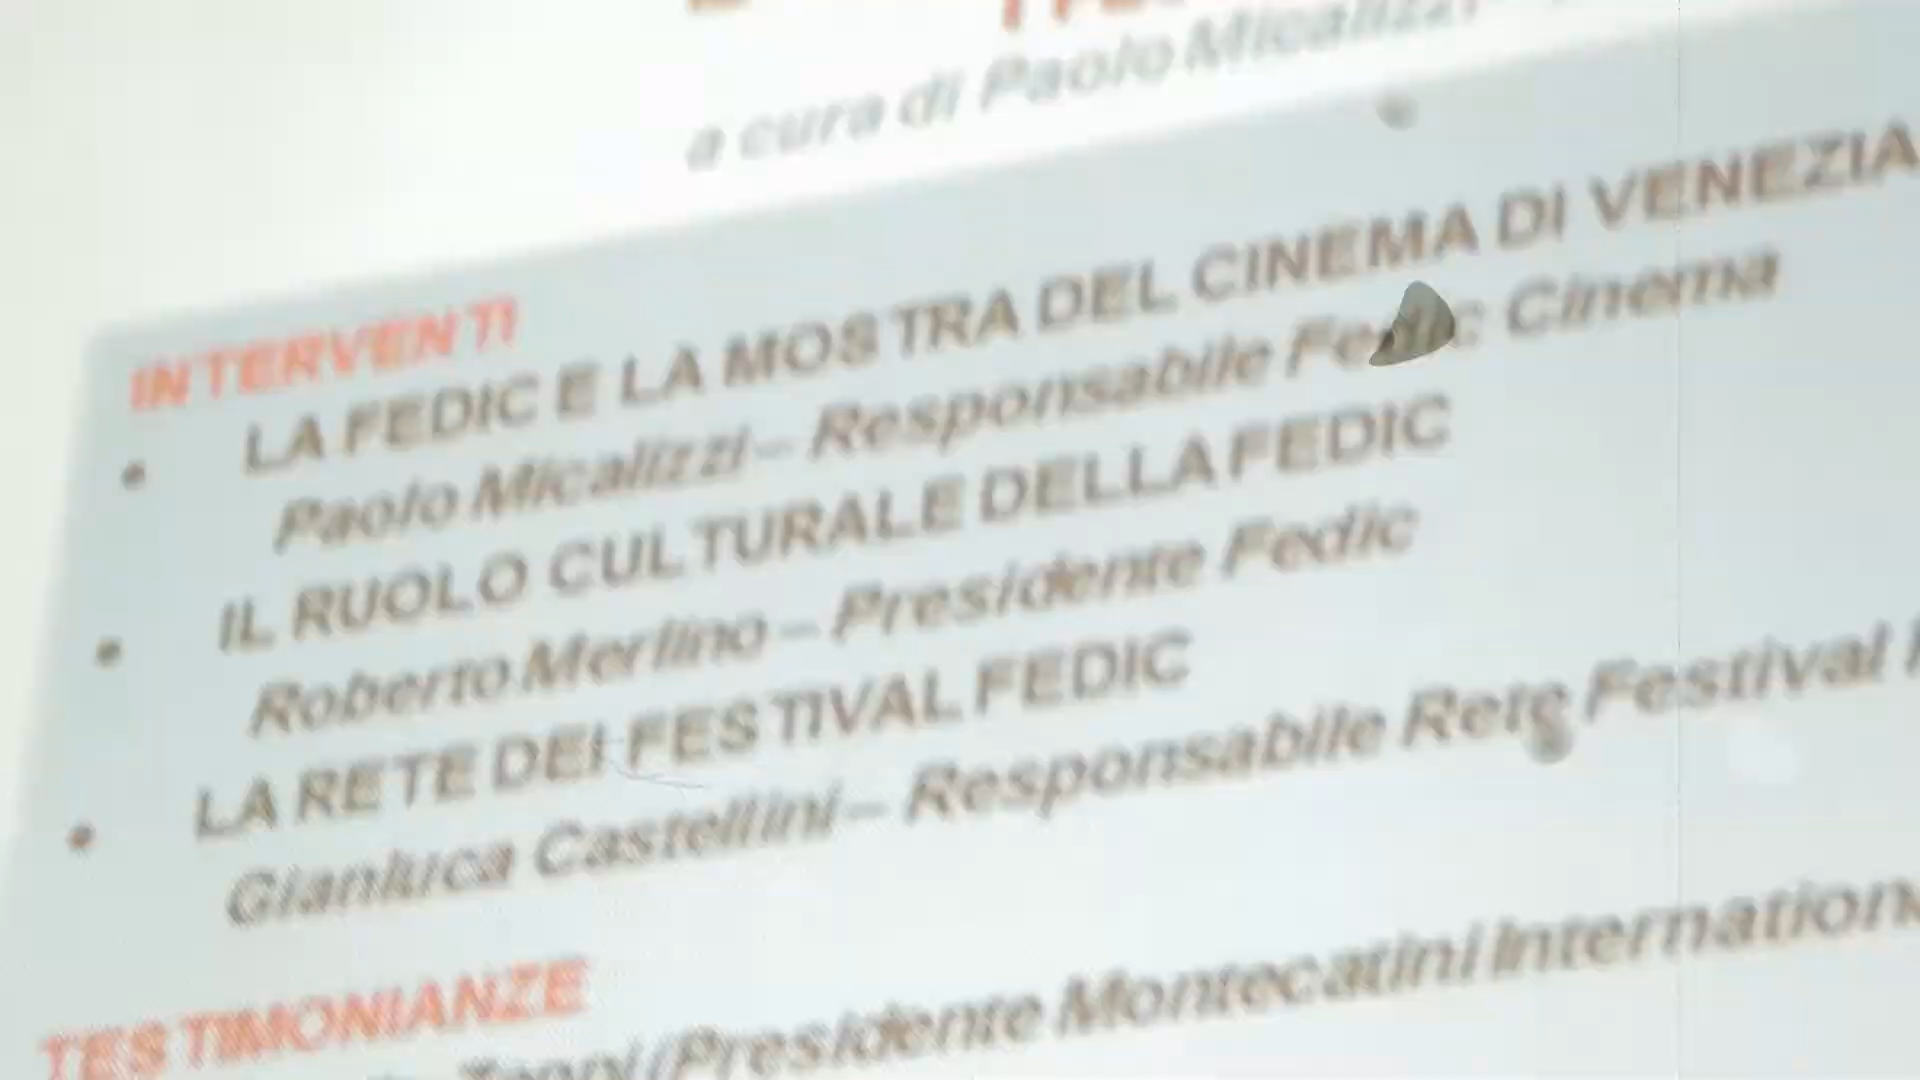 a cura di Paolo Micalizzi
INTERVENTI
• LA FEDIC E LA MOSTRA DEL CINEMA DI VENEZIA
Paolo Micalizzi – Responsabile Fedic Cinema
• IL RUOLO CULTURALE DELLA FEDIC
Roberto Merlino – Presidente Fedic
• LA RETE DEI FESTIVAL FEDIC
Gianluca Castellini – Responsabile Rete Festival
TESTIMONIANZE
(Presidente Montecatini